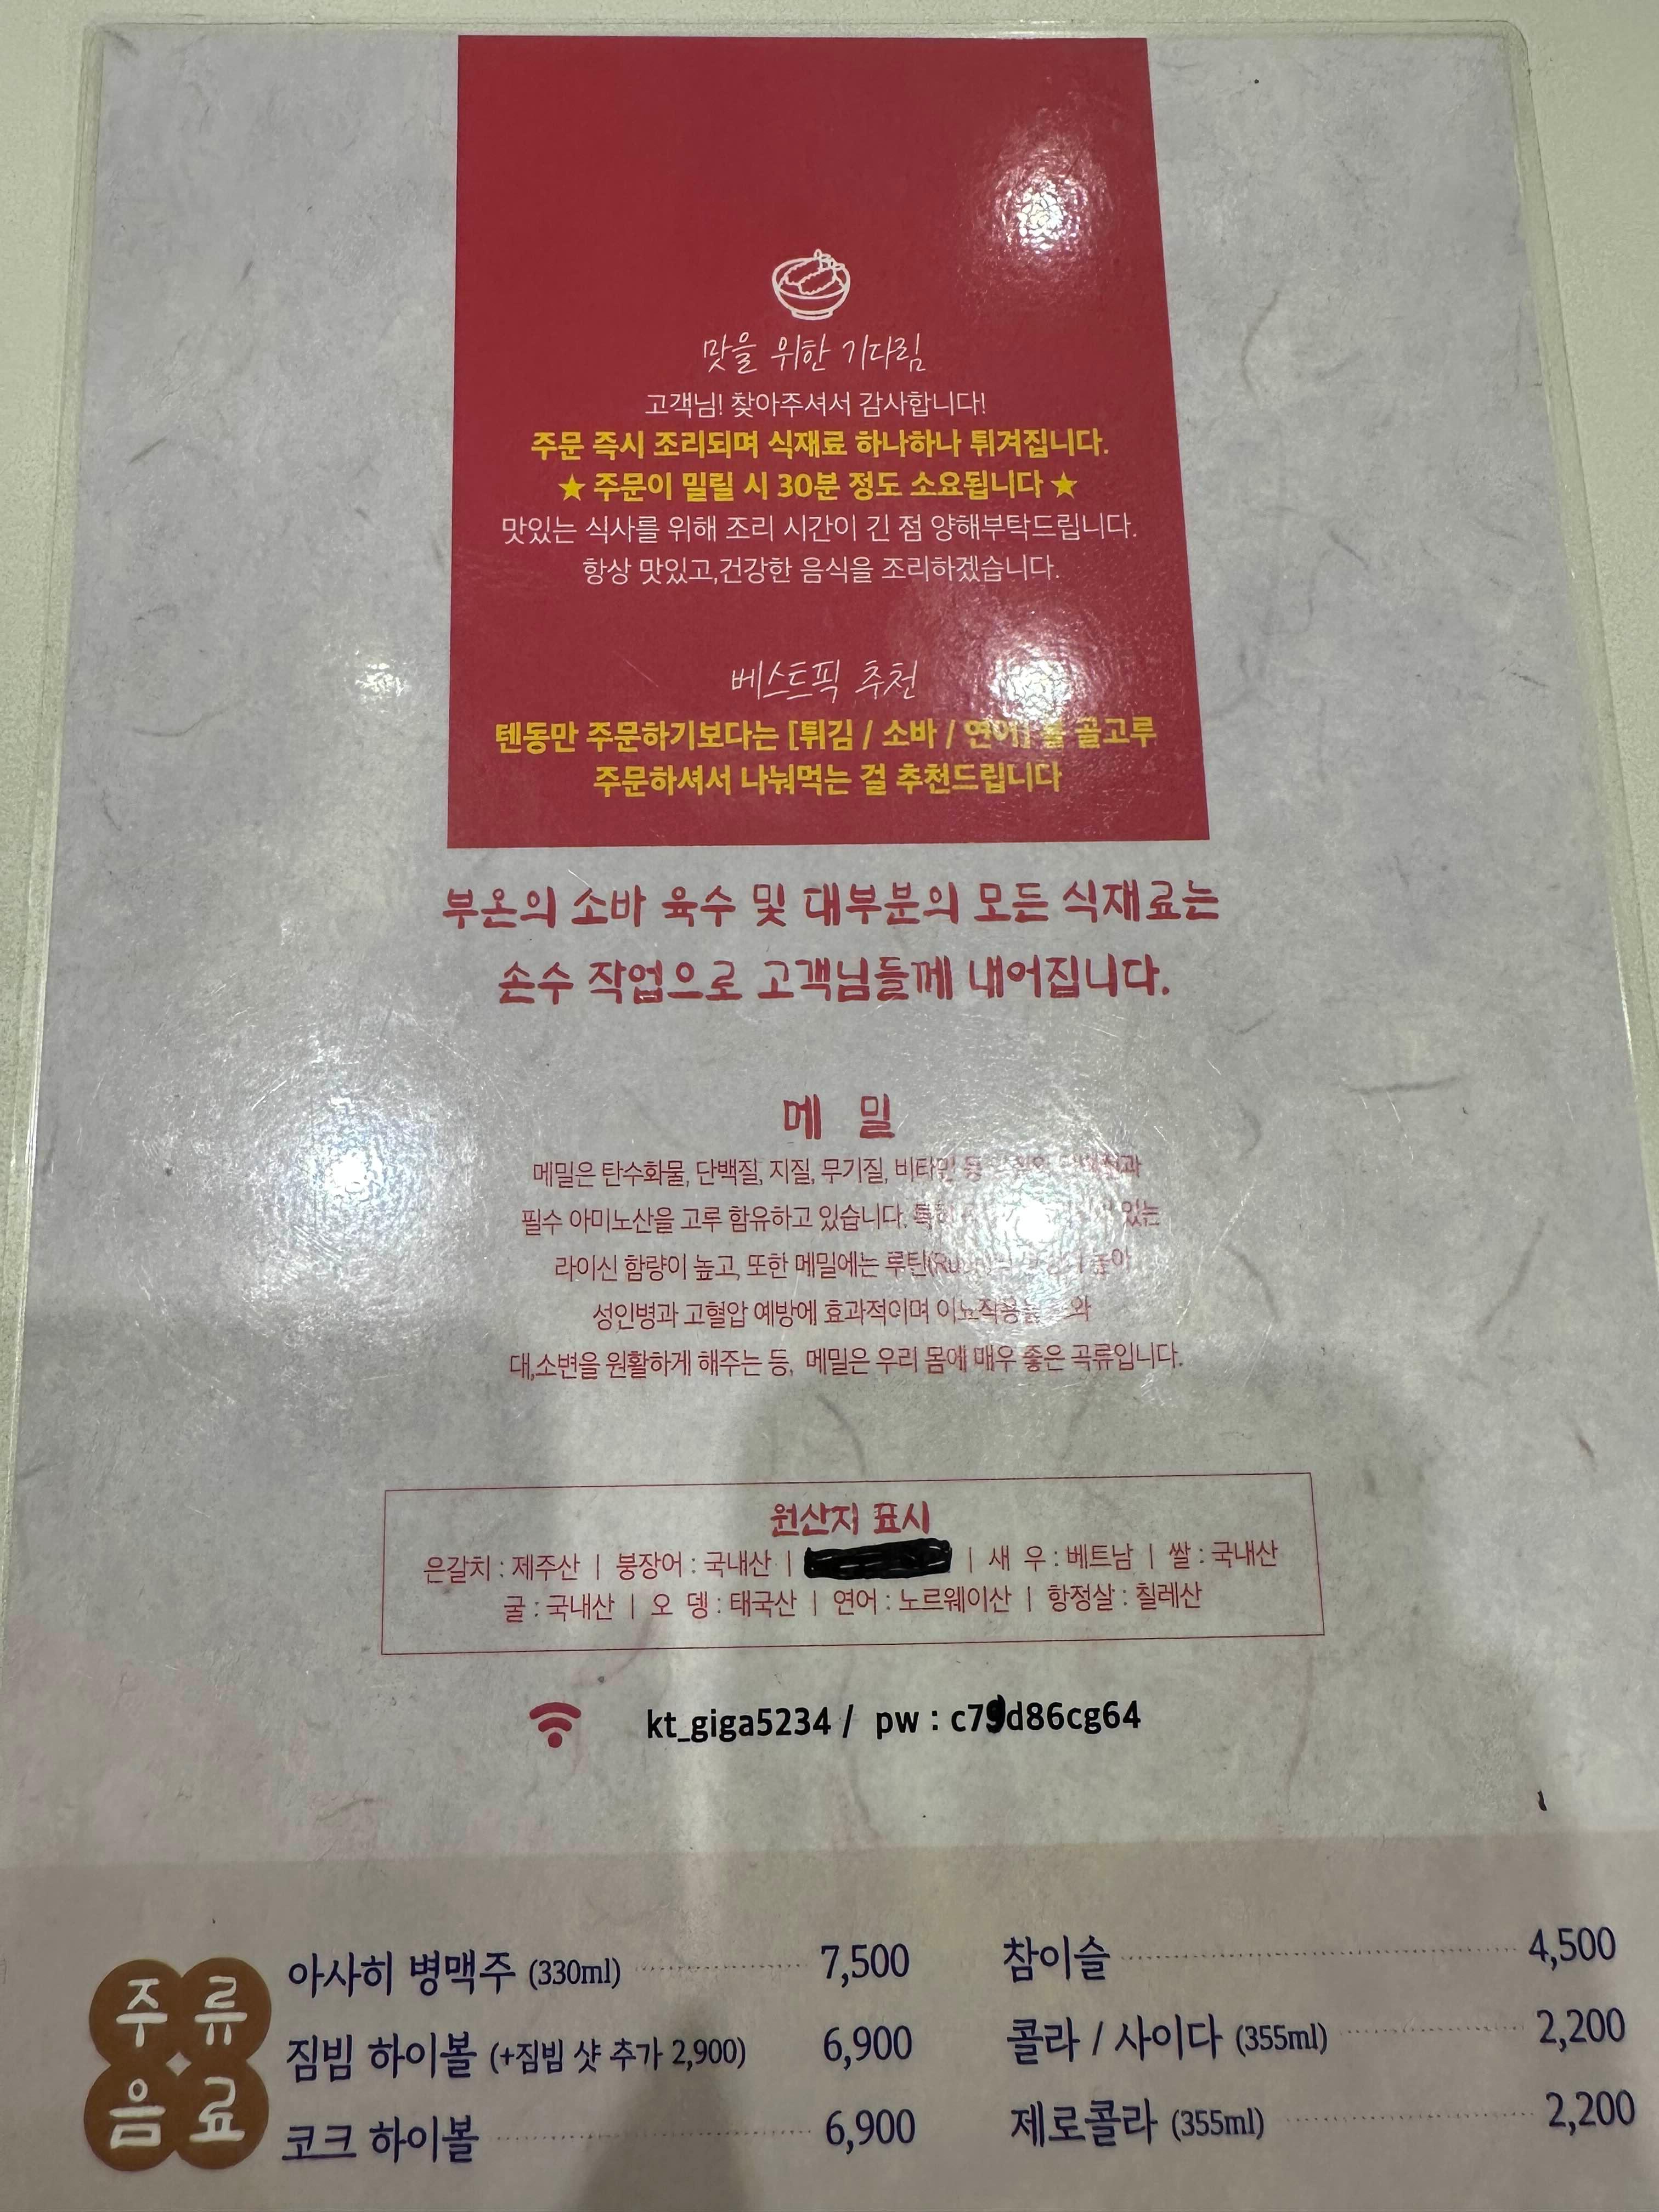 맛을 위한 기다림
고객님! 찾아주셔서 감사합니다!
주문 즉시 조리되며 식재료 하나하나 튀겨집니다.
★ 주문이 밀릴 시 30분 정도 소요됩니다 ★
맛있는 식사를 위해 조리 시간이 긴 점 양해부탁드립니다.
항상 맛있고,건강한 음식을 조리하겠습니다.
베스트픽 추천
텐동만 주문하기보다는 [튀김 / 소바 / 연어] 골고루
주문하셔서 나눠먹는 걸 추천드립니다
부온의 소바 육수 및 대부분의 모든 식재료는
손수 작업으로 고객님들께 내어집니다.
메 밀
메밀은 탄수화물, 단백질, 지질, 무기질, 비타민 등
필수 아미노산을 고루 함유하고 있습니다. 있는
라이신 함량이 높고, 또한 메밀에는 루틴 높아
성인병과 고혈압 예방에 효과적이며 이뇨작용을
대,소변을 원활하게 해주는 등, 메밀은 우리 몸에 매우 좋은 곡류입니다.
원산지 표시
은갈치 : 제주산 | 붕장어 : 국내산 | | 새 우 : 베트남 | 쌀 : 국내산
굴 : 국내산 | 오 뎅 : 태국산 | 연어 : 노르웨이산 | 항정살 : 칠레산
kt_giga5234 / pw :
주류
음료
아사히 병맥주 (330ml) 7,500
짐빔 하이볼 (+짐빔 샷 추가 2,900) 6,900
코크 하이볼 6,900
참이슬 4,500
콜라 / 사이다 (355ml) 2,200
제로콜라 (355ml) 2,200